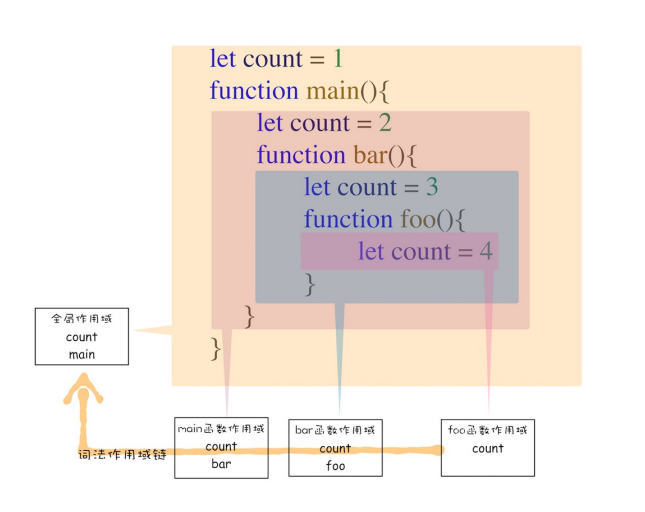 let count = 1
function main(){
let count = 2
function bar(){
let count = 3
function foo(){
let count = 4
}
}
}
全局作用域
count
main
main函数作用域
count
bar
bar函数作用域
count
foo
foo函数作用域
count
词法作用域链